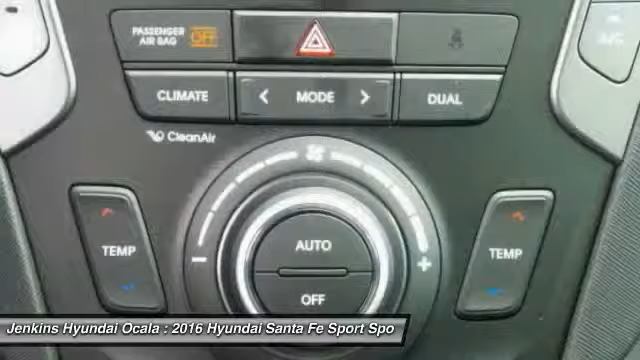 PASSENGER
AIR BAG OFF
CLIMATE
< MODE >
DUAL
A/C
CleanAir
TEMP
AUTO
OFF
TEMP
- +
Jenkins Hyundai Ocala : 2016 Hyundai Santa Fe Sport Spo